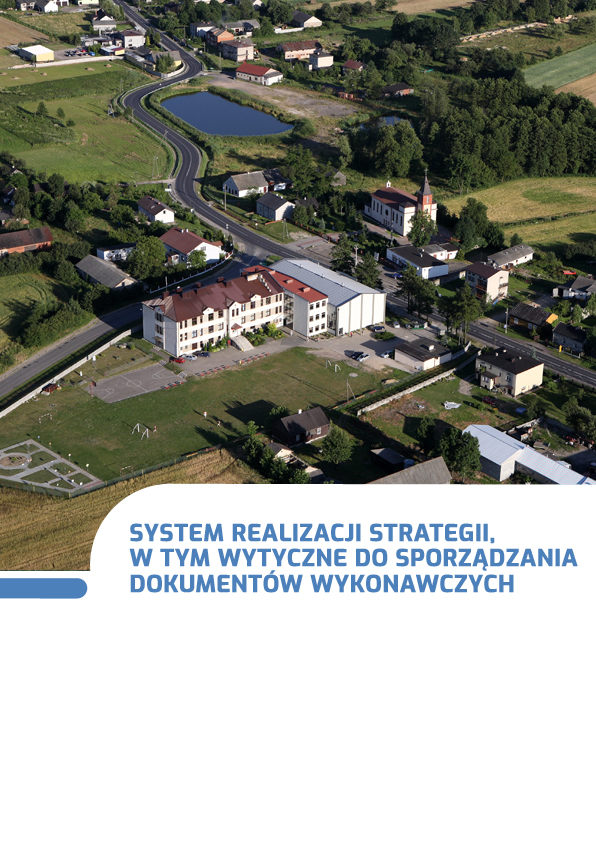 SYSTEM REALIZACJI STRATEGII,
W TYM WYTYCZNE DO SPORZĄDZANIA
DOKUMENTÓW WYKONAWCZYCH